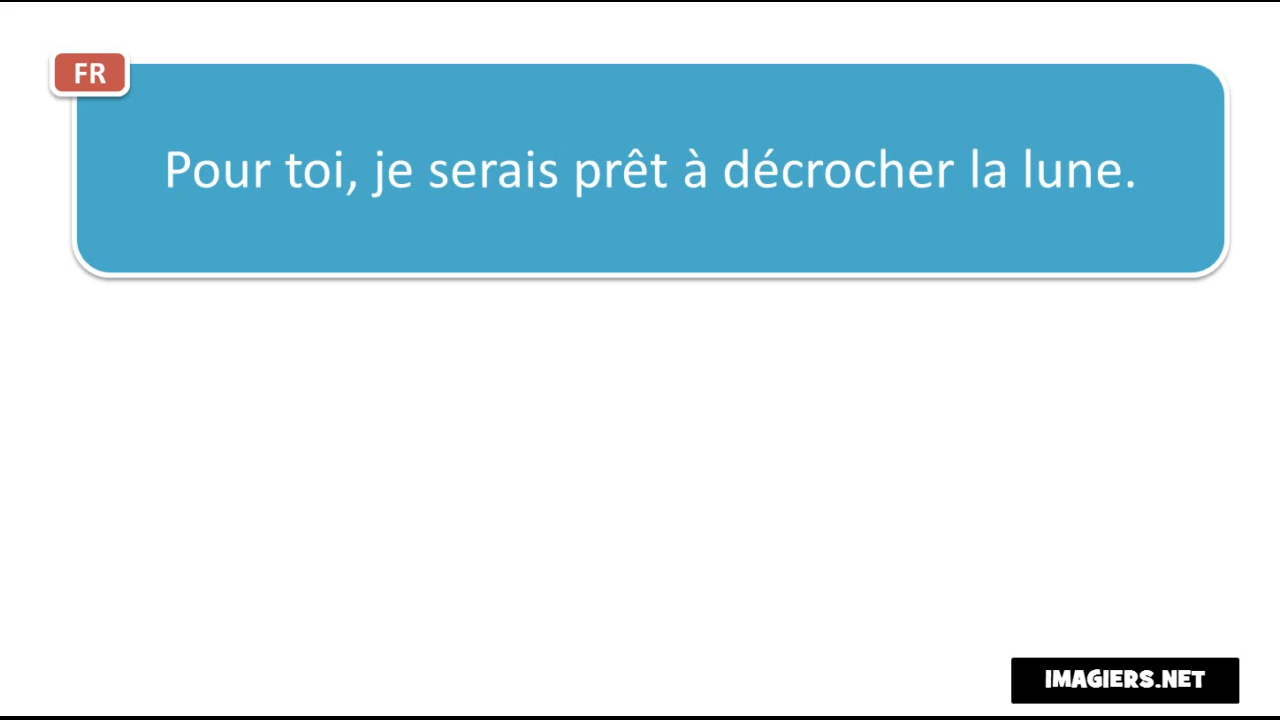 FR
Pour toi, je serais prêt à décrocher la lune.
IMAGIERS.NET